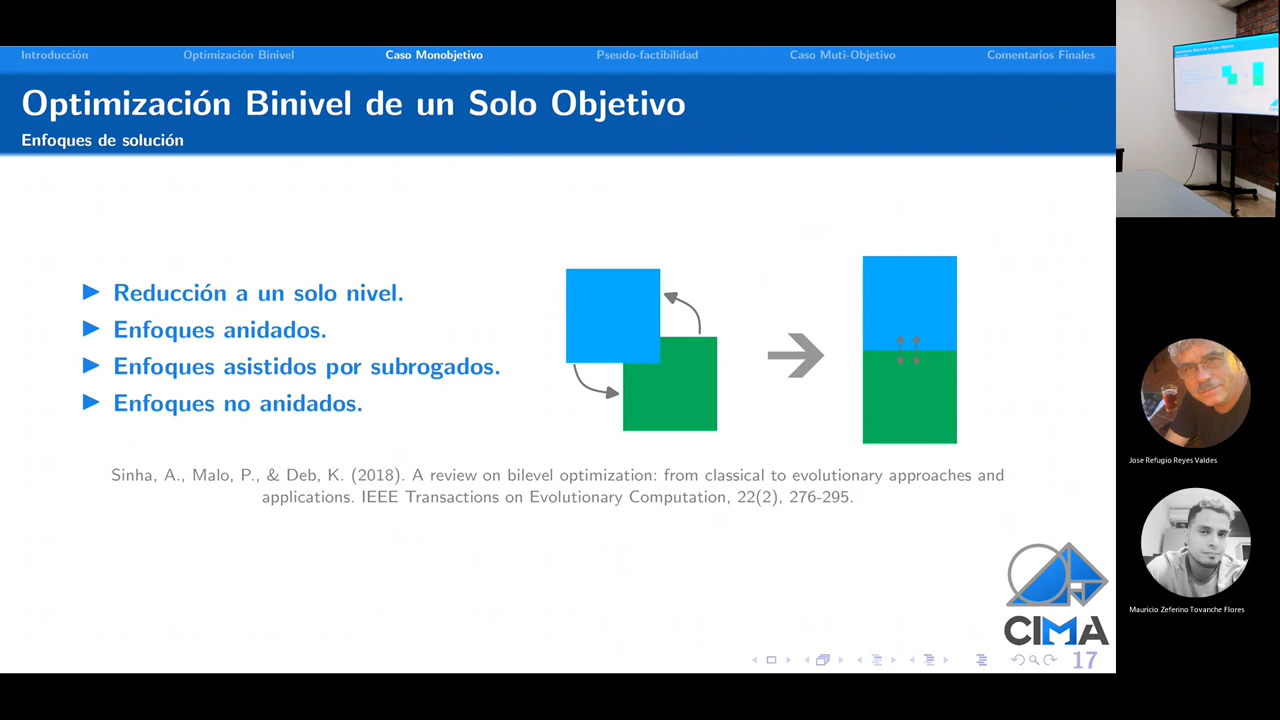 Introducción
Optimización Binivel
Caso Monobjetivo
Pseudo-factibilidad
Caso Muti-Objetivo
Comentarios Finales
Optimización Binivel de un Solo Objetivo
Enfoques de solución
Reducción a un solo nivel.
Enfoques anidados.
Enfoques asistidos por subrogados.
Enfoques no anidados.
Sinha, A., Malo, P., & Deb, K. (2018). A review on bilevel optimization: from classical to evolutionary approaches and
applications. IEEE Transactions on Evolutionary Computation, 22(2), 276-295.
CIMA
17
Jose Refugio Reyes Valdes
Mauricio Zeferino Tovanche Flores